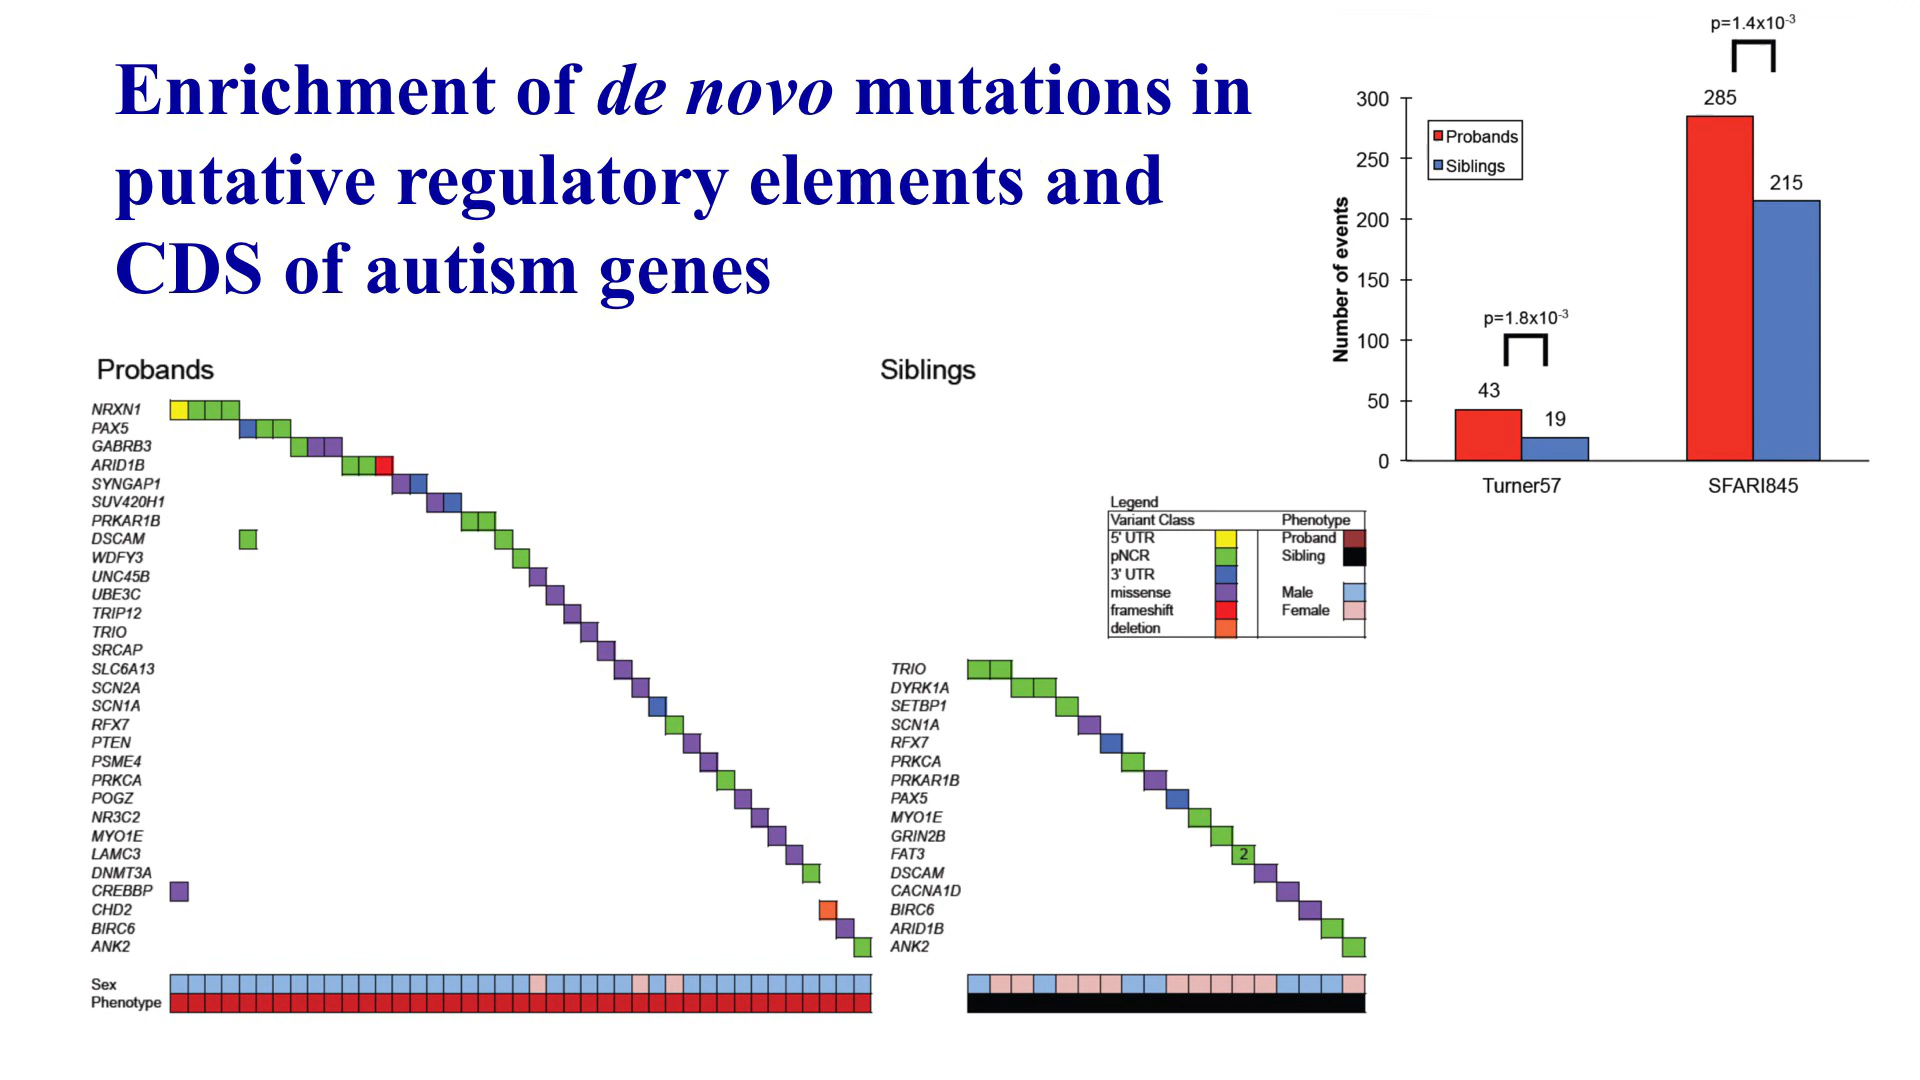 Enrichment of de novo mutations in
putative regulatory elements and
CDS of autism genes
p=1.4x10-3
300
285
Probands
Siblings
250
215
200
Number of events
150
p=1.8x10-3
100
50
43
19
0
Turner57
SFARI845
Probands
NRXN1
PAX5
GABRB3
ARID1B
SYNGAP1
SUV420H1
PRKAR1B
DSCAM
WDFY3
UNC45B
UBE3C
TRIP12
TRIO
SRCAP
SLC6A13
SCN2A
SCN1A
RFX7
PTEN
PSME4
PRKCA
POGZ
NR3C2
MYO1E
LAMC3
DNMT3A
CREBBP
CHD2
BIRC6
ANK2
Sex
Phenotype
Siblings
Legend
Variant Class Phenotype
5' UTR Proband
pNCR Sibling
3' UTR
missense Male
frameshift Female
deletion
TRIO
DYRK1A
SETBP1
SCN1A
RFX7
PRKCA
PRKAR1B
PAX5
MYO1E
GRIN2B
FAT3 2
DSCAM
CACNA1D
BIRC6
ARID1B
ANK2